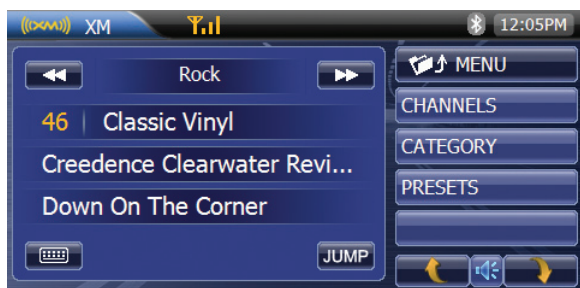 ((XM)) XM 12:05PM
Rock
46 | Classic Vinyl
Creedence Clearwater Revi...
Down On The Corner
JUMP
MENU
CHANNELS
CATEGORY
PRESETS